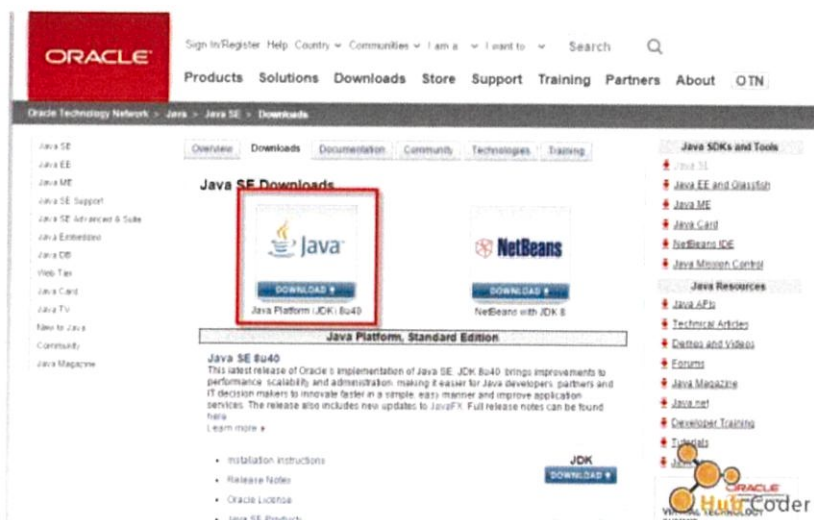 ORACLE
Sign In/Register Help Country Communities I am a I want to Search
Products Solutions Downloads Store Support Training Partners About OTN
Oracle Technology Network > Java > Java SE > Downloads
Java SE
Java EE
Java ME
Java SE Support
Java SE Advanced & Suite
Java Embedded
Java DB
Web Tier
Java Card
Java TV
New to Java
Community
Java Magazine
Overview Downloads Documentation Community Technologies Training
Java SE Downloads
Java
DOWNLOAD
Java Platform (JDK) 8u40
NetBeans
DOWNLOAD
NetBeans with JDK 8
Java Platform, Standard Edition
Java SE 8u40
This latest release of Oracle's implementation of Java SE. JDK 8u40 brings improvements to
performance, scalability and administration, making it easier for Java developers, partners and
IT decision makers to innovate faster in a simple, easy manner and improve application
services. The release also includes new updates to JavaFX. Full release notes can be found
here
Learn more
Installation Instructions
Release Notes
Oracle License
Java SE Products
JDK
DOWNLOAD
Java SDKs and Tools
Java SE
Java EE and Glassfish
Java ME
Java Card
NetBeans IDE
Java Mission Control
Java Resources
Java APIs
Technical Articles
Demos and Videos
Forums
Java Magazine
Java.net
Developer Training
Tutorials
ORACLE
Hub Coder